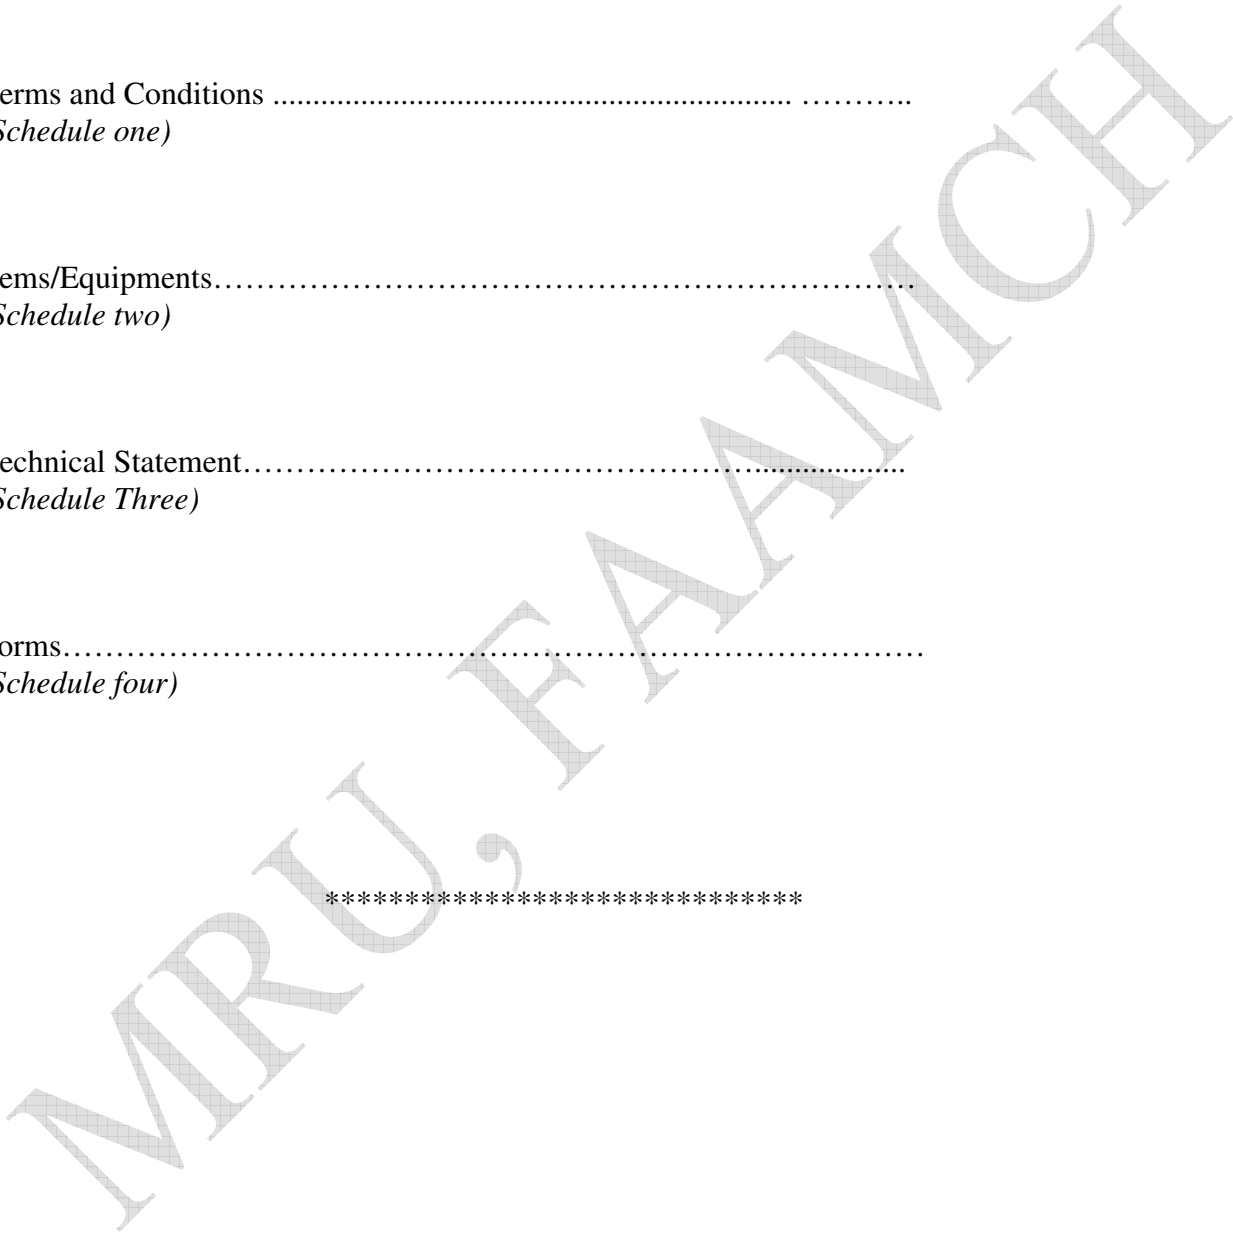 erms and Conditions ................................................................. ………..
Schedule one)
ems/Equipments……………………………………………………………
Schedule two)
echnical Statement…………………………………………...................
Schedule Three)
orms…………………………………………………………………………
Schedule four)
******************************
MRU, FAAMCH